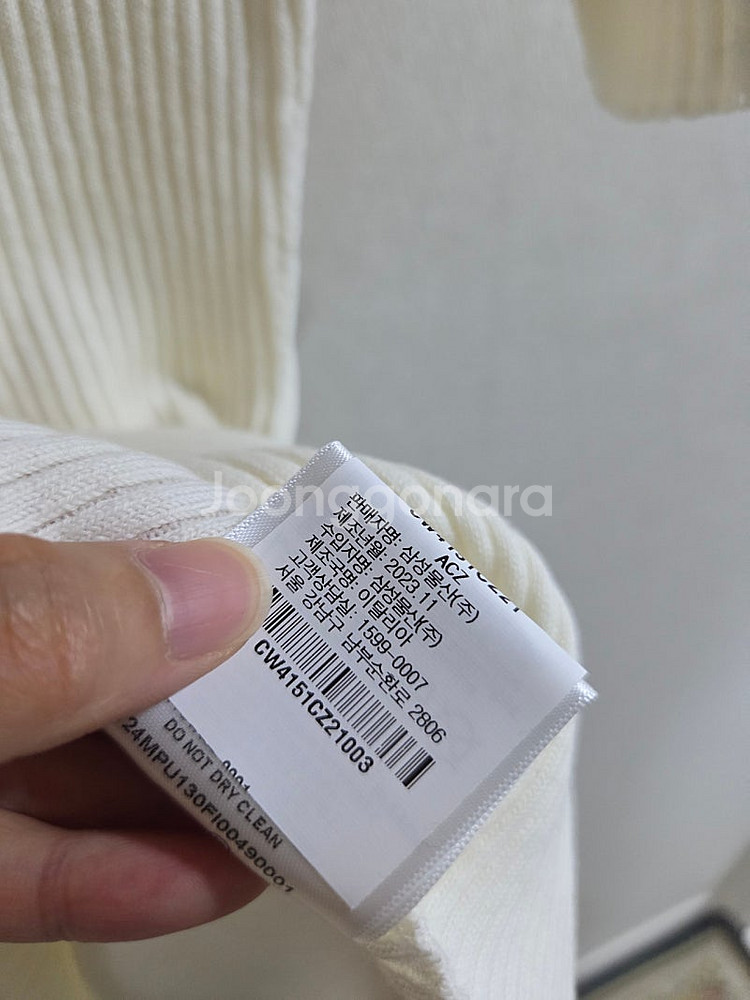 Joonggonara
ACZ
판매자명: 삼성물산(주)
제조년월: 2023.11
수입자명: 삼성물산(주)
제조국명: 이탈리아
고객상담실: 1599-0007
서울 강남구 남부순환로 2806
CW4151CZ21003
0001
DO NOT DRY CLEAN
24MPU130FI00490001